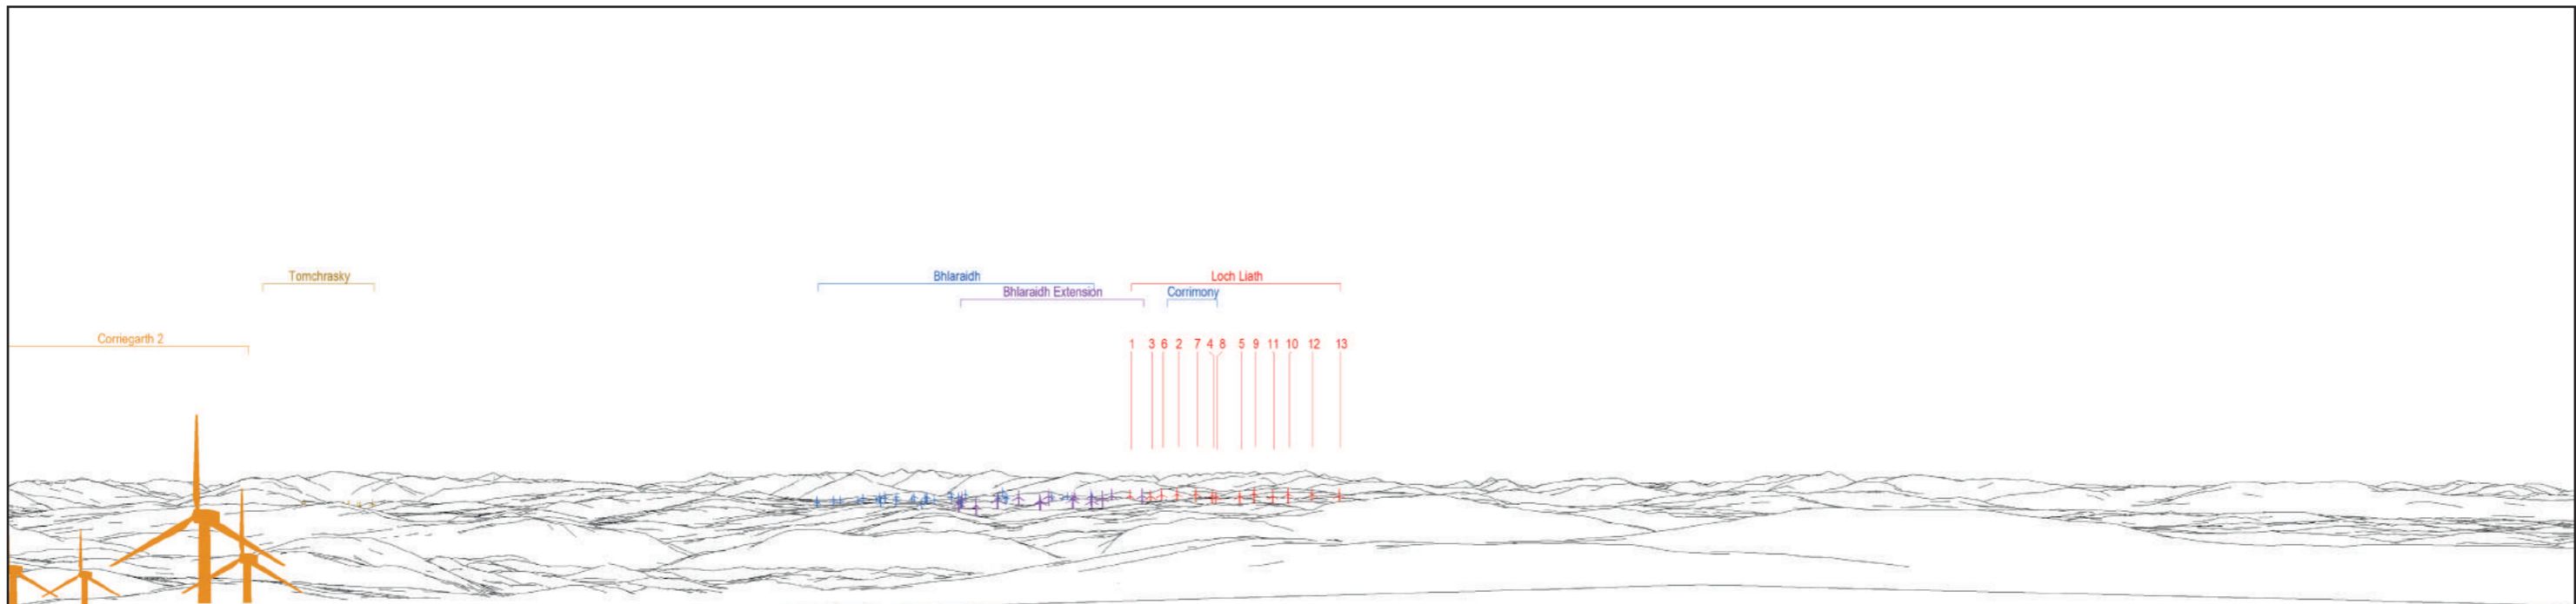 Tomchrasky
Bhlaraidh
Loch Liath
Bhlaraidh Extension
Corrimony
Corriegarth 2
1 3 6 2 7 4 8 5 9 11 10 12 13